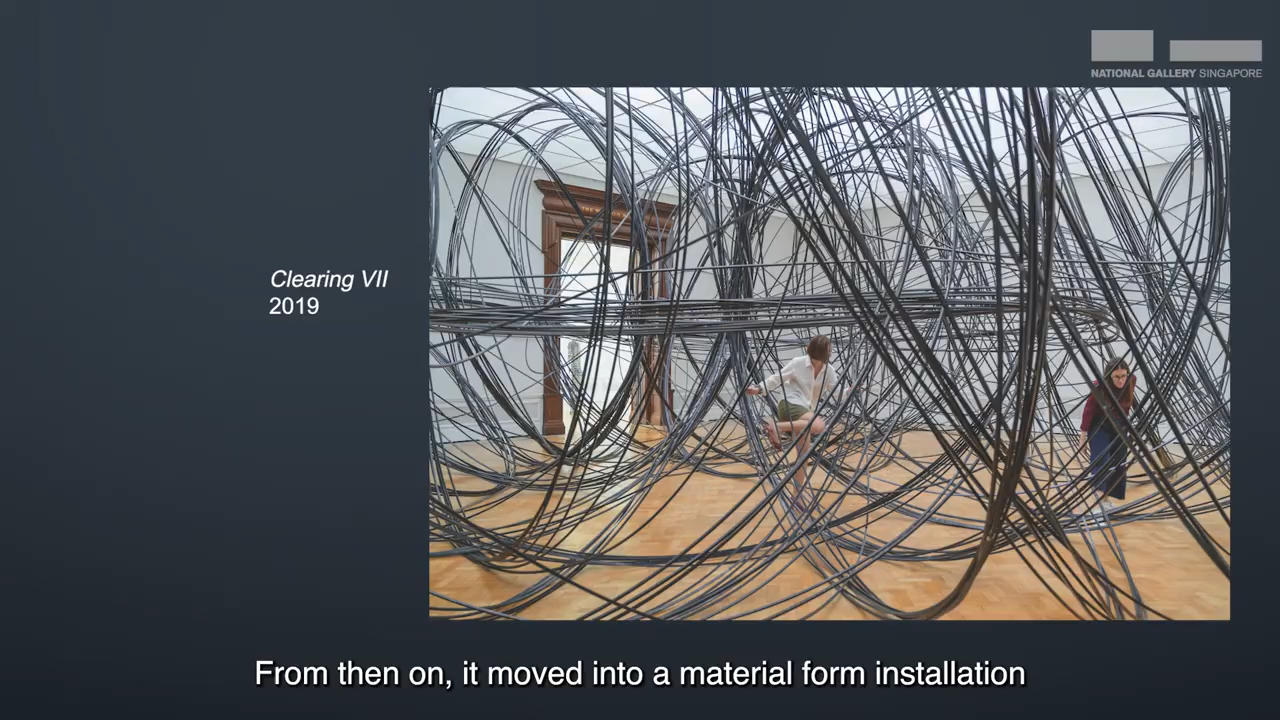 NATIONAL GALLERY SINGAPORE
Clearing VII
2019
From then on, it moved into a material form installation